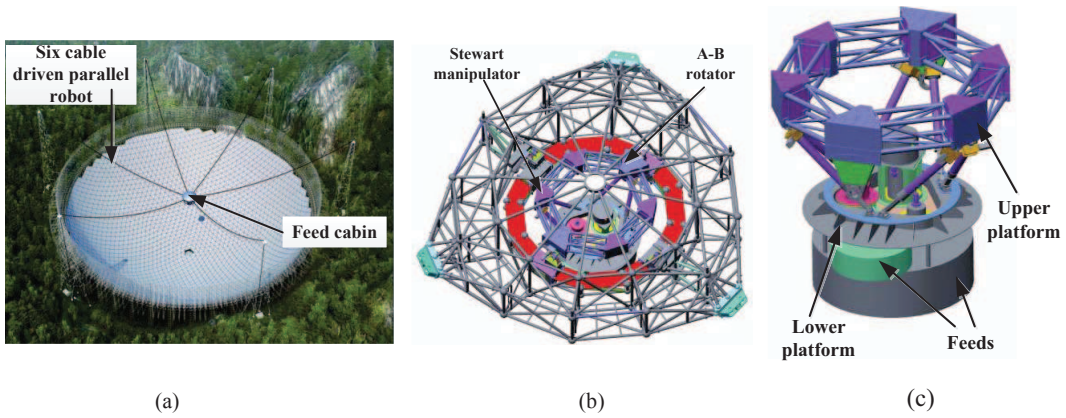 Six cable
driven parallel
robot
Feed cabin
(a)
Stewart
manipulator
A-B
rotator
(b)
Upper
platform
Lower
platform
Feeds
(c)